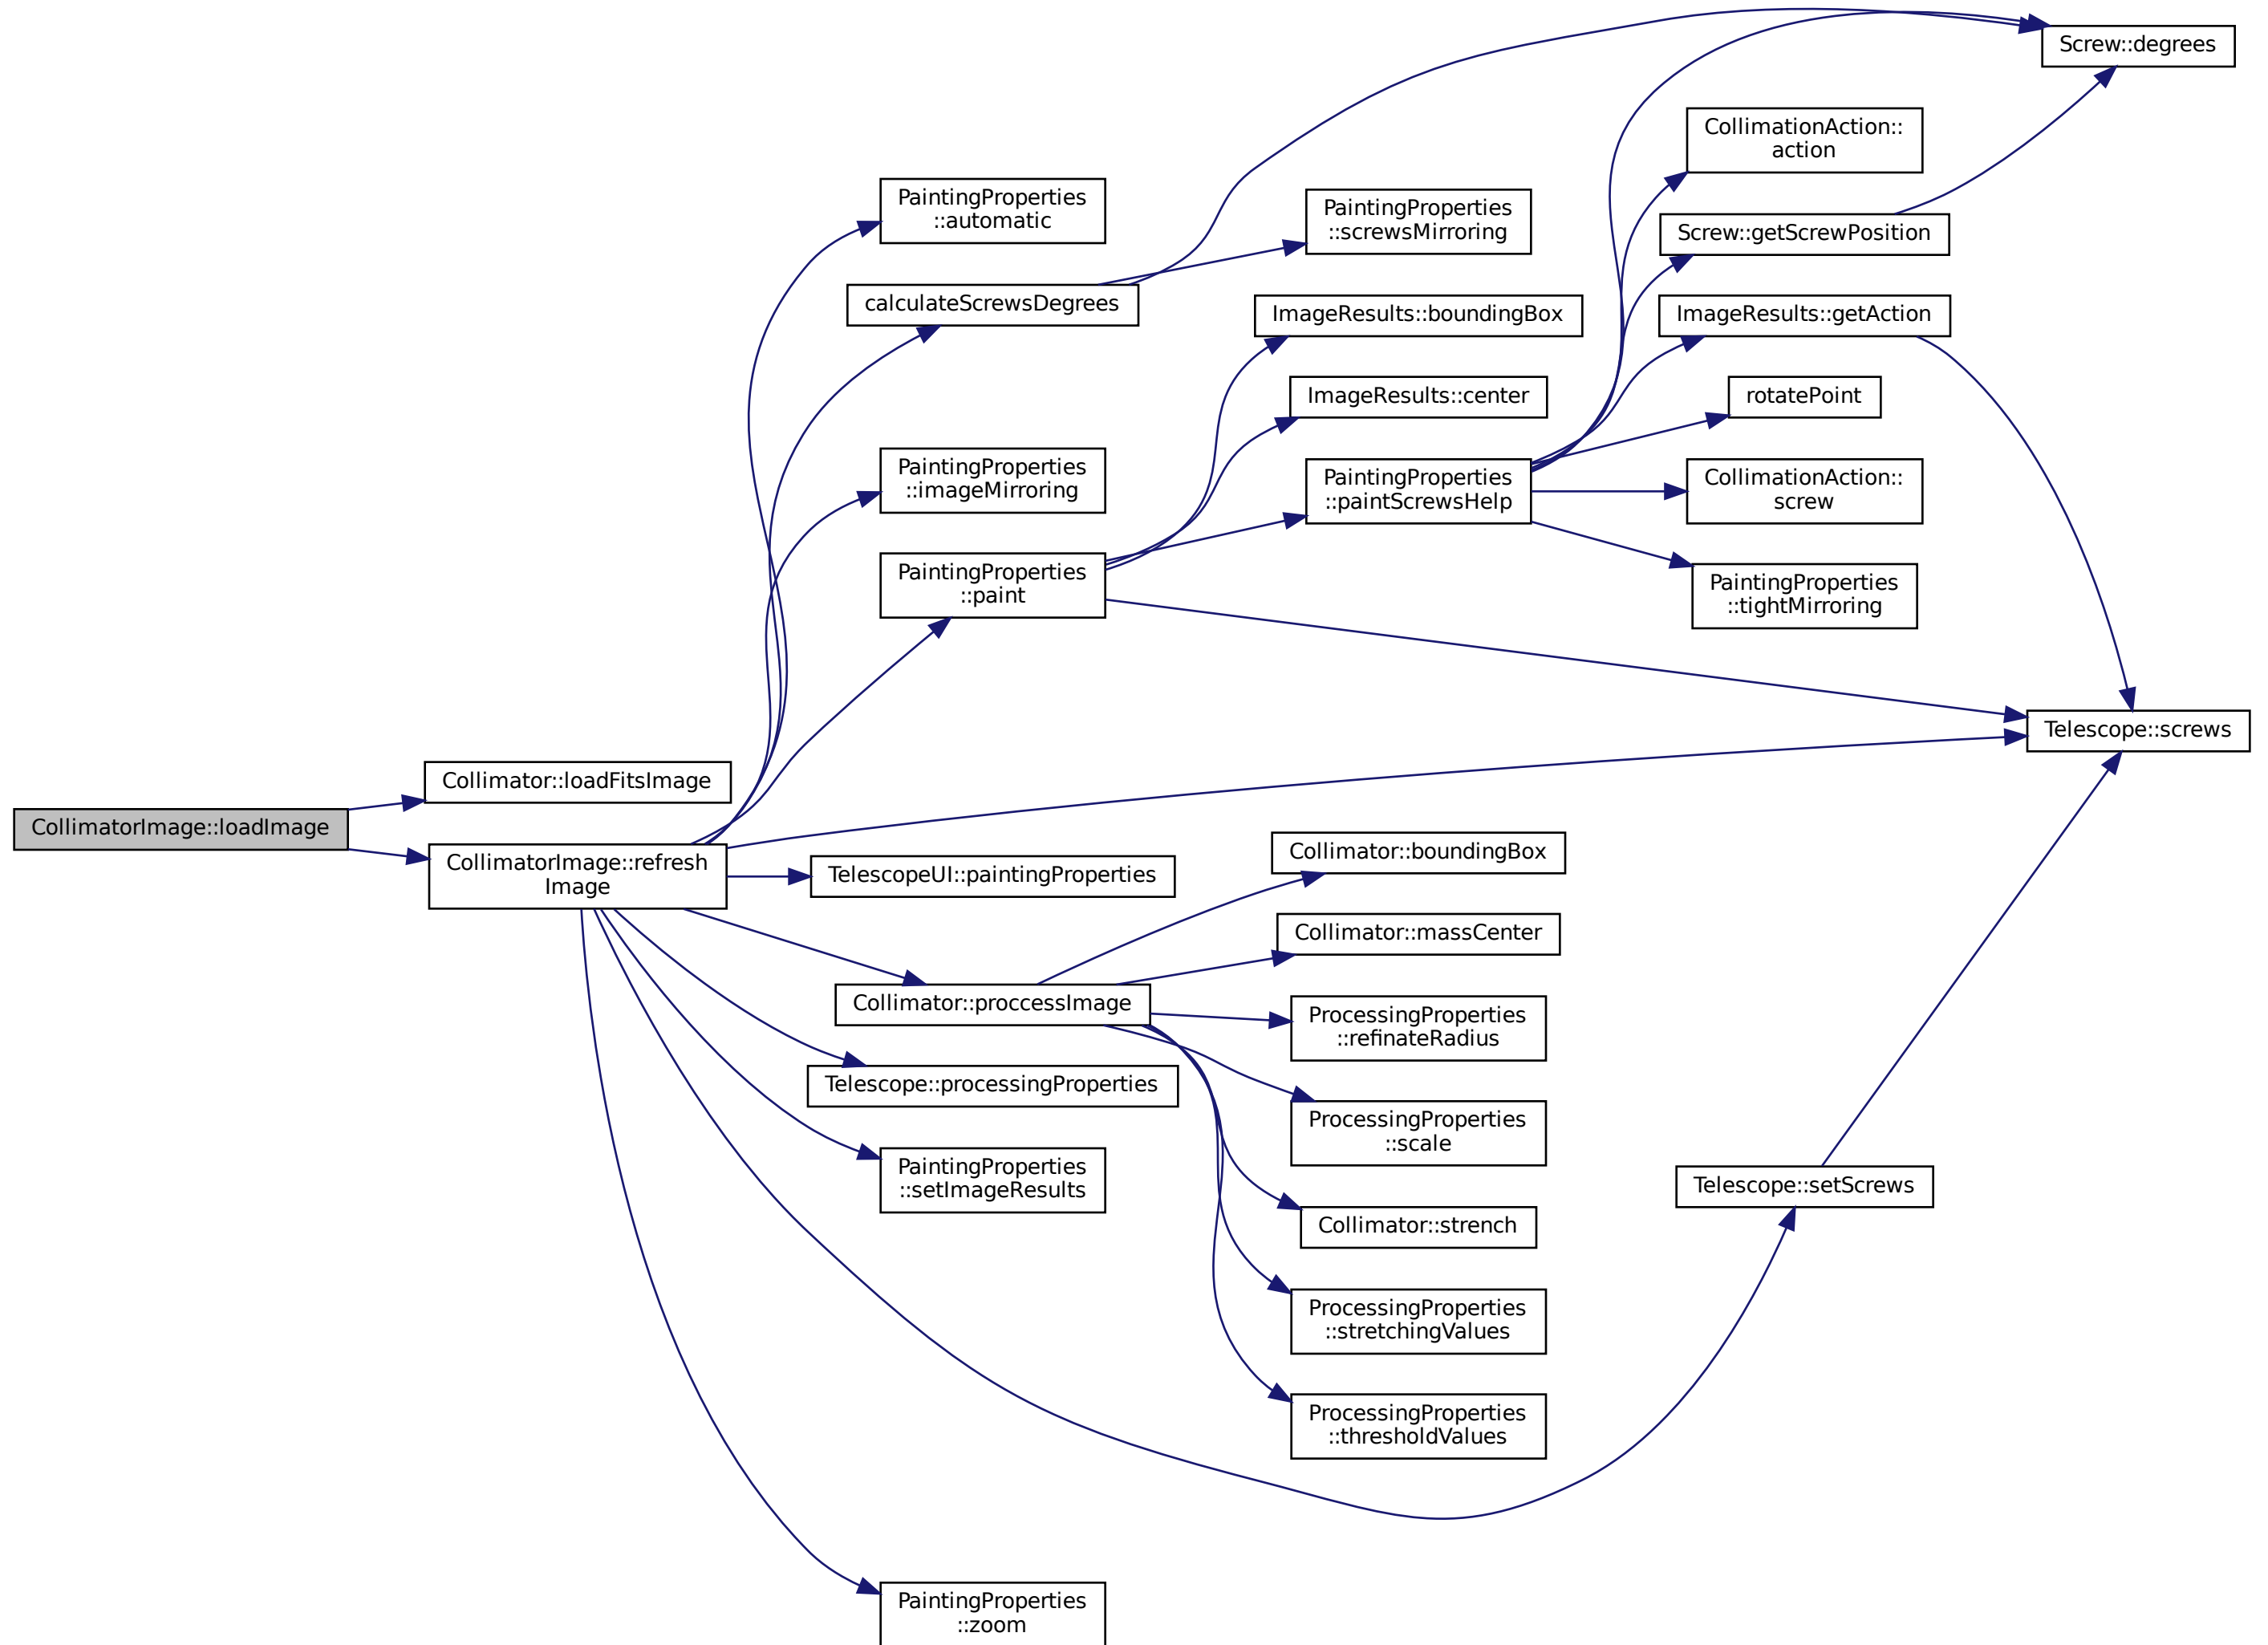 Screw::degrees
CollimationAction::
action
PaintingProperties
::automatic
PaintingProperties
::screwsMirroring
Screw::getScrewPosition
calculateScrewsDegrees
ImageResults::boundingBox
ImageResults::getAction
ImageResults::center
rotatePoint
PaintingProperties
::imageMirroring
PaintingProperties
::paintScrewsHelp
CollimationAction::
screw
PaintingProperties
::paint
PaintingProperties
::tightMirroring
Telescope::screws
Collimator::loadFitsImage
CollimatorImage::loadImage
CollimatorImage::refresh
Image
TelescopeUI::paintingProperties
Collimator::boundingBox
Collimator::massCenter
Collimator::proccessImage
ProcessingProperties
::refinateRadius
Telescope::processingProperties
ProcessingProperties
::scale
PaintingProperties
::setImageResults
Telescope::setScrews
Collimator::strench
ProcessingProperties
::stretchingValues
ProcessingProperties
::thresholdValues
PaintingProperties
::zoom